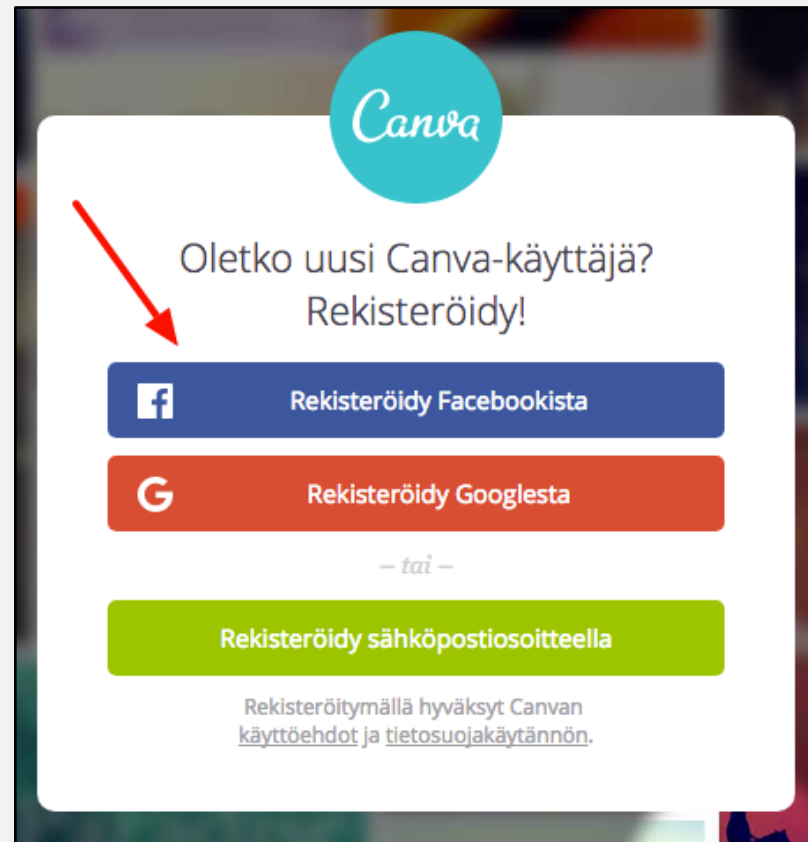 Canva
Oletko uusi Canva-käyttäjä?
Rekisteröidy!
Rekisteröidy Facebookista
Rekisteröidy Googlesta
– tai –
Rekisteröidy sähköpostiosoitteella
Rekisteröitymällä hyväksyt Canvan
käyttöehdot ja tietosuojakäytännön.